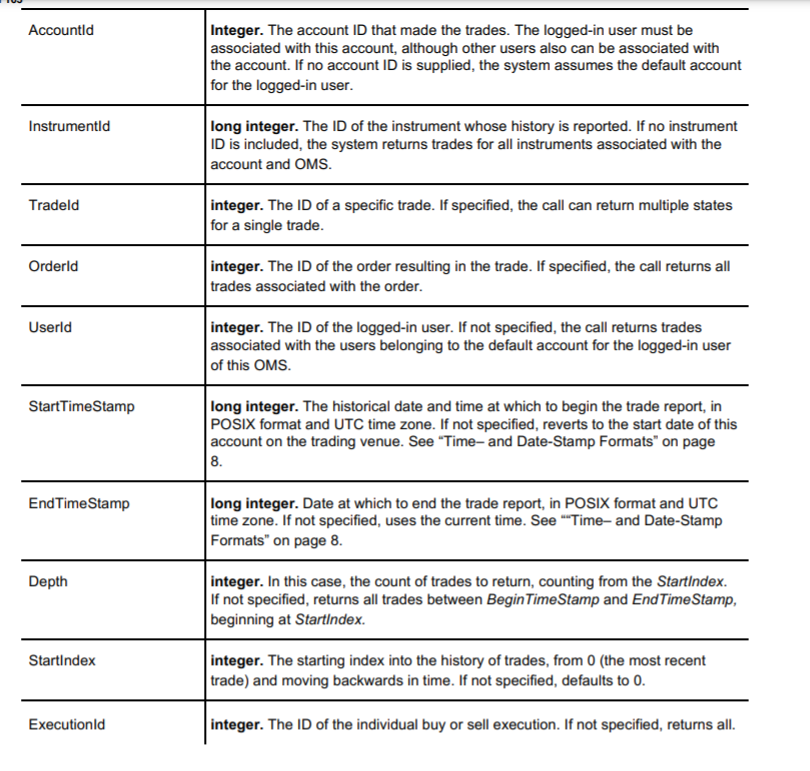 AccountId
Integer. The account ID that made the trades. The logged-in user must be
associated with this account, although other users also can be associated with
the account. If no account ID is supplied, the system assumes the default account
for the logged-in user.
InstrumentId
long integer. The ID of the instrument whose history is reported. If no instrument
ID is included, the system returns trades for all instruments associated with the
account and OMS.
TradeId
integer. The ID of a specific trade. If specified, the call can return multiple states
for a single trade.
OrderId
integer. The ID of the order resulting in the trade. If specified, the call returns all
trades associated with the order.
UserId
integer. The ID of the logged-in user. If not specified, the call returns trades
associated with the users belonging to the default account for the logged-in user
of this OMS.
StartTimeStamp
long integer. The historical date and time at which to begin the trade report, in
POSIX format and UTC time zone. If not specified, reverts to the start date of this
account on the trading venue. See “Time– and Date-Stamp Formats” on page
8.
EndTimeStamp
long integer. Date at which to end the trade report, in POSIX format and UTC
time zone. If not specified, uses the current time. See ““Time– and Date-Stamp
Formats” on page 8.
Depth
integer. In this case, the count of trades to return, counting from the StartIndex.
If not specified, returns all trades between BeginTimeStamp and EndTimeStamp,
beginning at StartIndex.
StartIndex
integer. The starting index into the history of trades, from 0 (the most recent
trade) and moving backwards in time. If not specified, defaults to 0.
ExecutionId
integer. The ID of the individual buy or sell execution. If not specified, returns all.